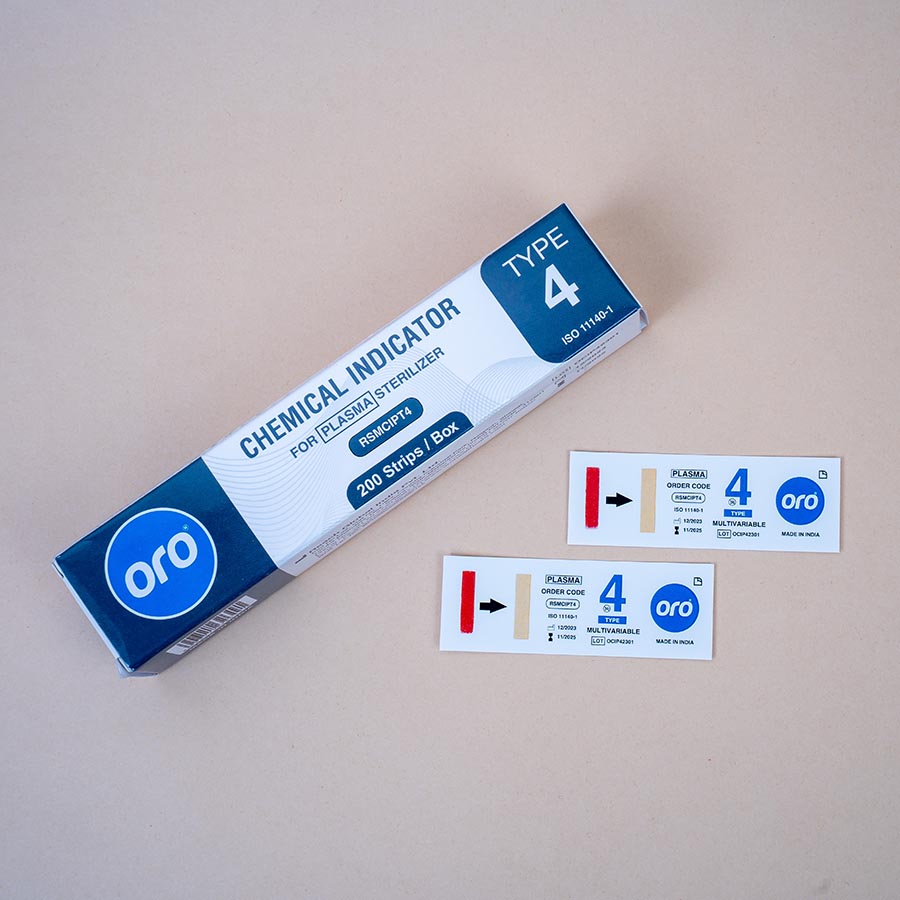 TYPE
4
ISO 11140-1
CHEMICAL INDICATOR
FOR PLASMA STERILIZER
RSMCIPT4
200 Strips / Box
oro
PLASMA
ORDER CODE
RSMCIPT4
ISO 11140-1
12/2023
11/2025
4
TYPE
MULTIVARIABLE
LOT OCIP42301
oro
MADE IN INDIA
PLASMA
ORDER CODE
RSMCIPT4
ISO 11140-1
12/2023
11/2025
4
TYPE
MULTIVARIABLE
LOT OCIP42301
oro
MADE IN INDIA